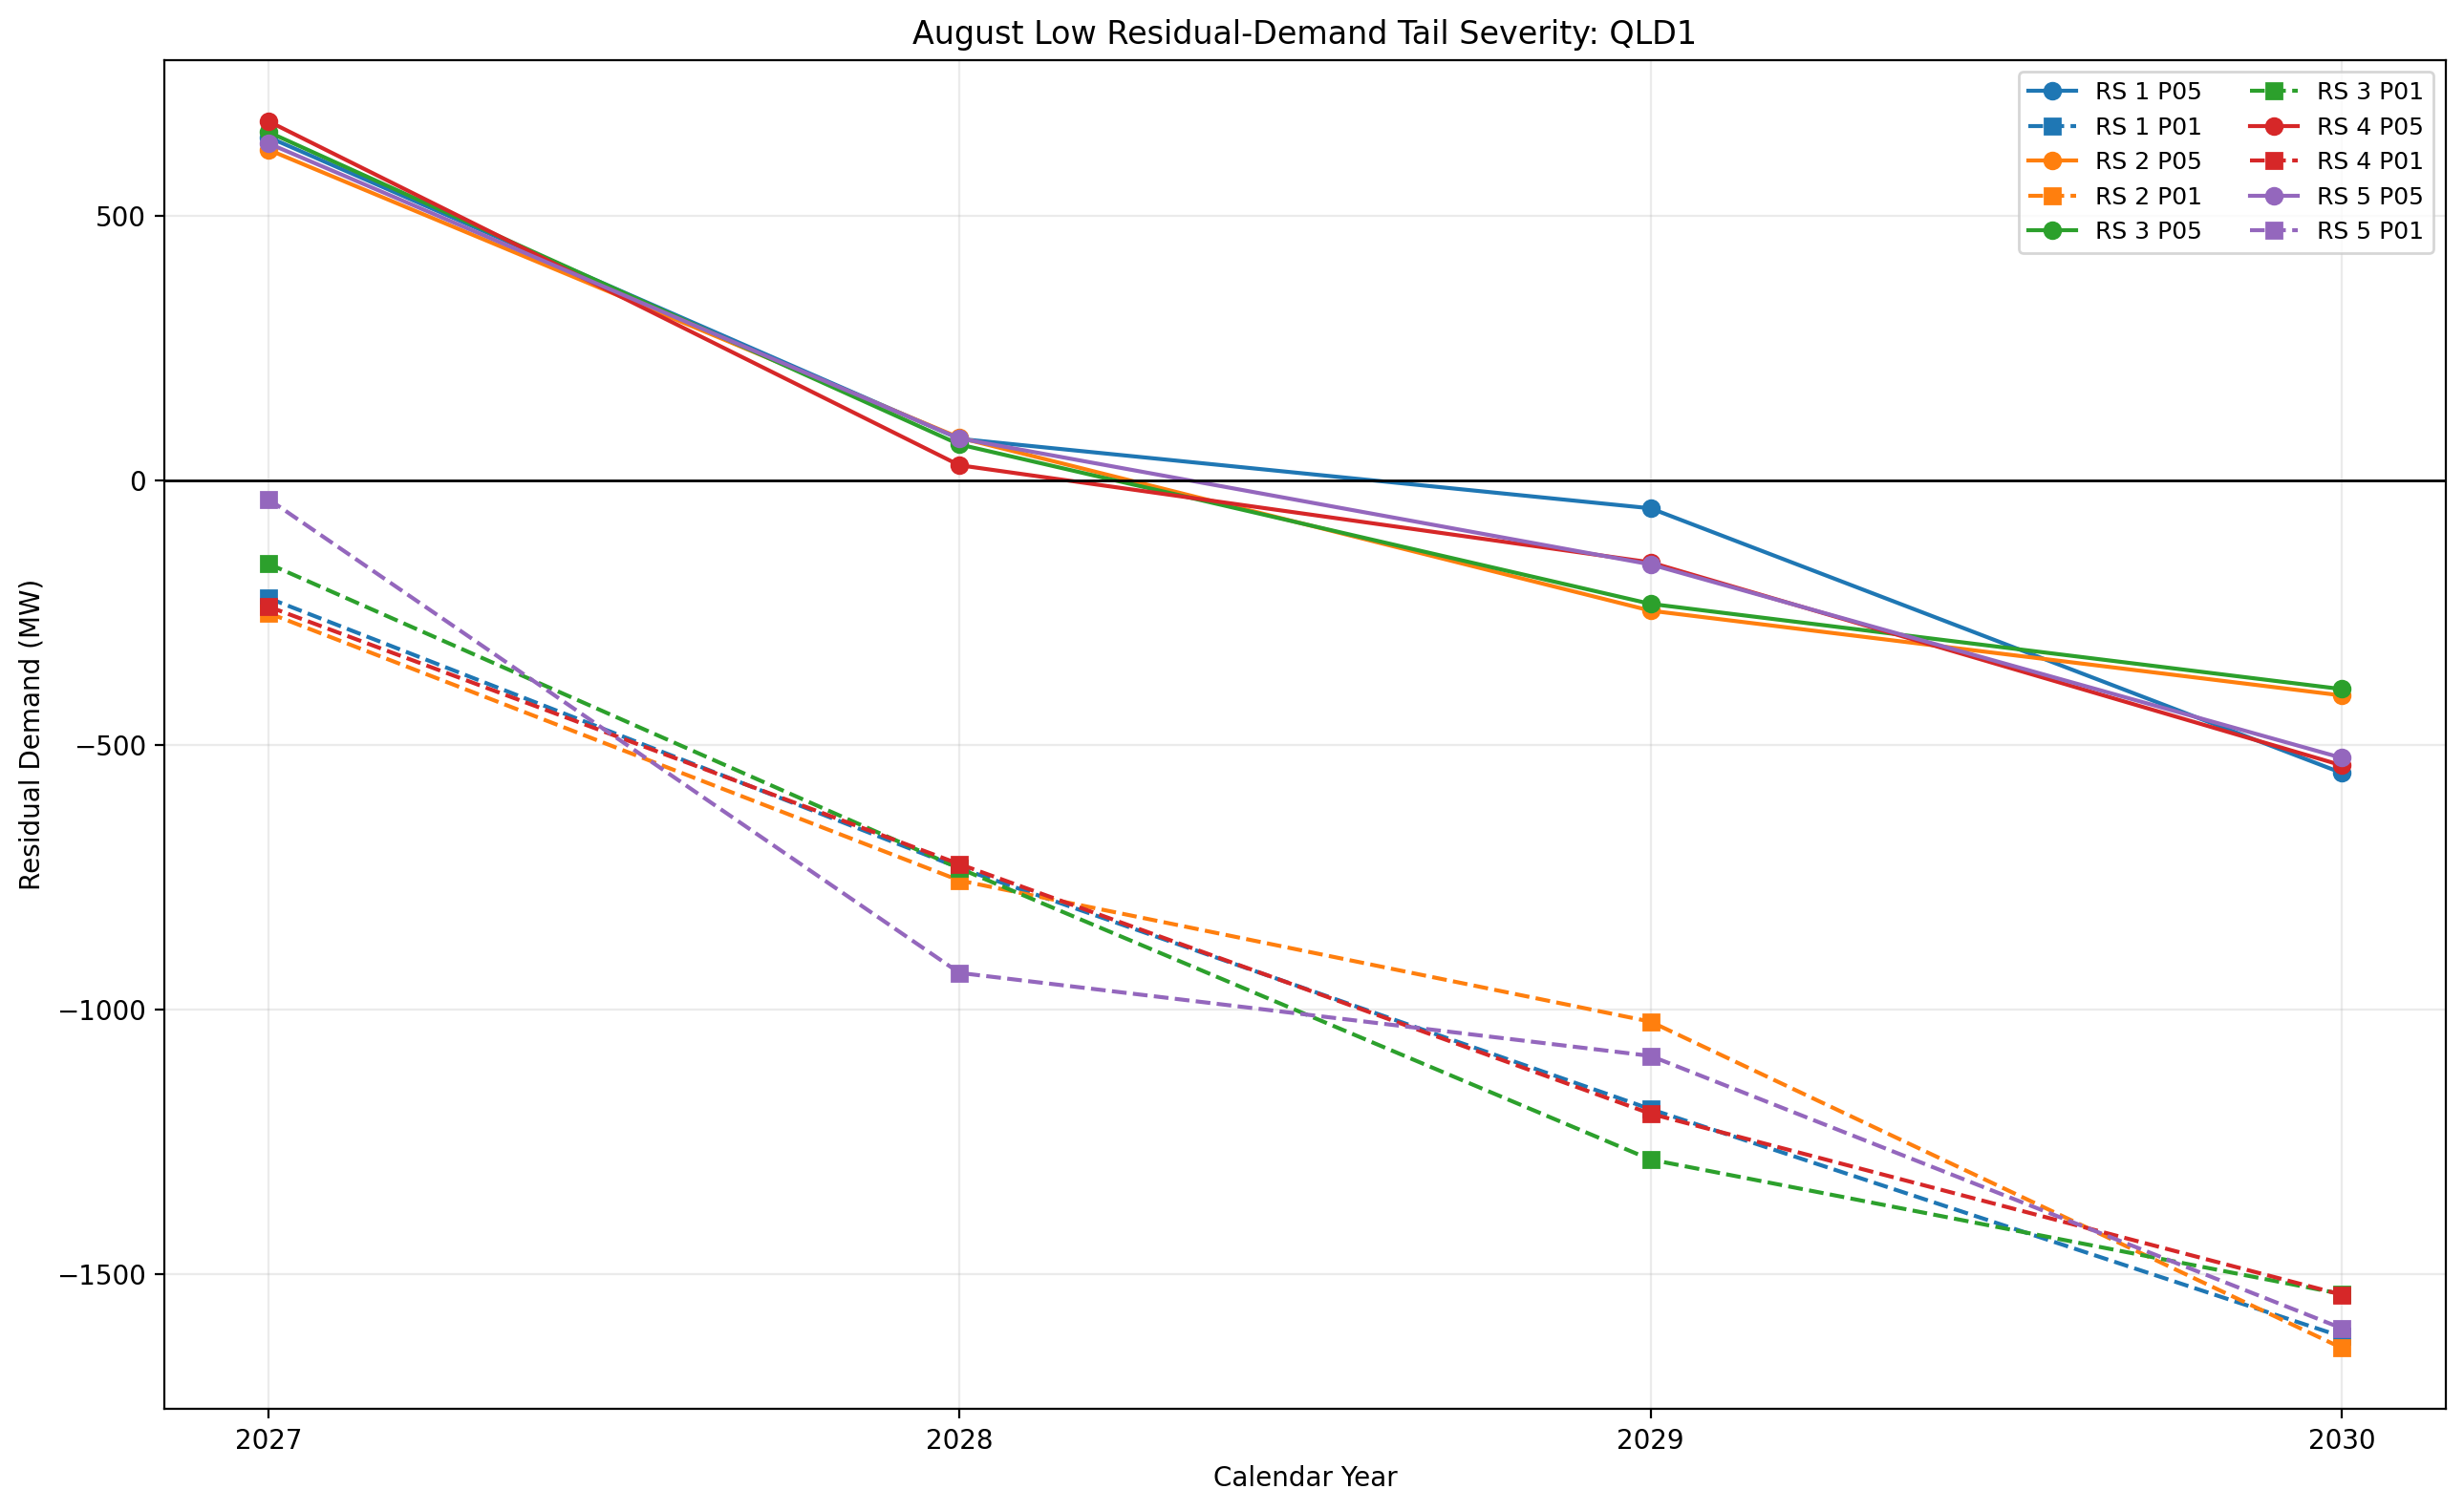 August Low Residual-Demand Tail Severity: QLD1
RS 1 P05
RS 1 P01
RS 2 P05
RS 2 P01
RS 3 P05
RS 3 P01
RS 4 P05
RS 4 P01
RS 5 P05
RS 5 P01
Residual Demand (MW)
500
0
−500
−1000
−1500
2027
2028
2029
2030
Calendar Year